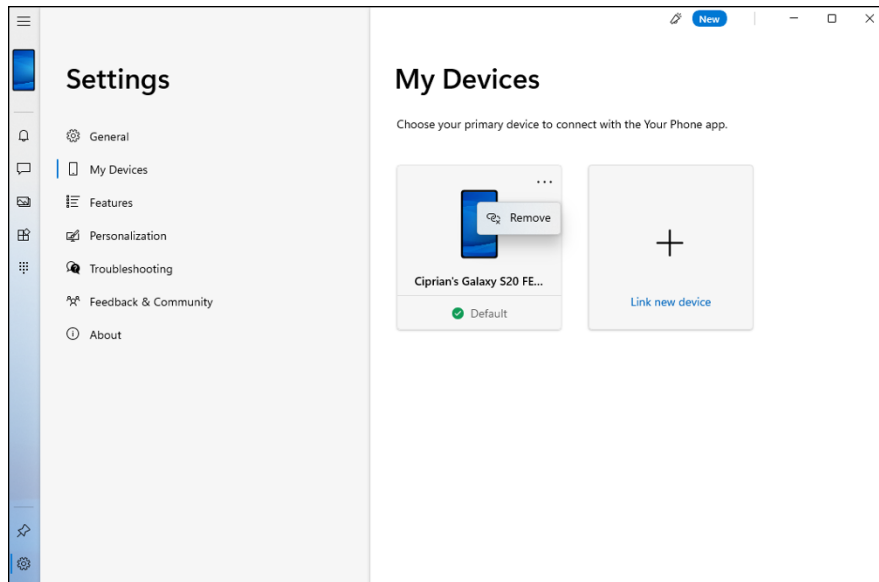 New
Settings
General
My Devices
Features
Personalization
Troubleshooting
Feedback & Community
About
My Devices
Choose your primary device to connect with the Your Phone app.
Remove
Ciprian's Galaxy S20 FE...
Default
Link new device